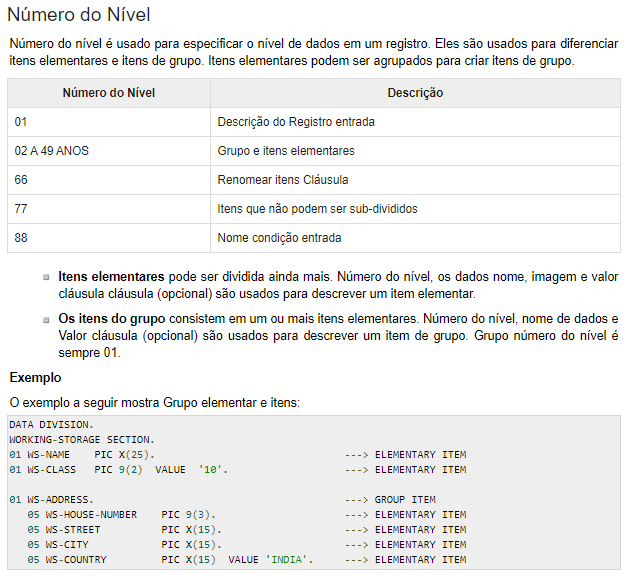 Número do Nível
Número do nível é usado para especificar o nível de dados em um registro. Eles são usados para diferenciar
itens elementares e itens de grupo. Itens elementares podem ser agrupados para criar itens de grupo.
Número do Nível Descrição
01 Descrição do Registro entrada
02 A 49 ANOS Grupo e itens elementares
66 Renomear itens Cláusula
77 Itens que não podem ser sub-divididos
88 Nome condição entrada
Itens elementares pode ser dividida ainda mais. Número do nível, os dados nome, imagem e valor
cláusula cláusula (opcional) são usados para descrever um item elementar.
Os itens do grupo consistem em um ou mais itens elementares. Número do nível, nome de dados e
Valor cláusula (opcional) são usados para descrever um item de grupo. Grupo número do nível é
sempre 01.
Exemplo
O exemplo a seguir mostra Grupo elementar e itens:
DATA DIVISION.
WORKING-STORAGE SECTION.
01 WS-NAME    PIC X(25).                               ---> ELEMENTARY ITEM
01 WS-CLASS   PIC 9(2)  VALUE  '10'.                   ---> ELEMENTARY ITEM
01 WS-ADDRESS.                                         ---> GROUP ITEM
   05 WS-HOUSE-NUMBER    PIC 9(3).                     ---> ELEMENTARY ITEM
   05 WS-STREET          PIC X(15).                    ---> ELEMENTARY ITEM
   05 WS-CITY            PIC X(15).                    ---> ELEMENTARY ITEM
   05 WS-COUNTRY         PIC X(15)  VALUE 'INDIA'.     ---> ELEMENTARY ITEM